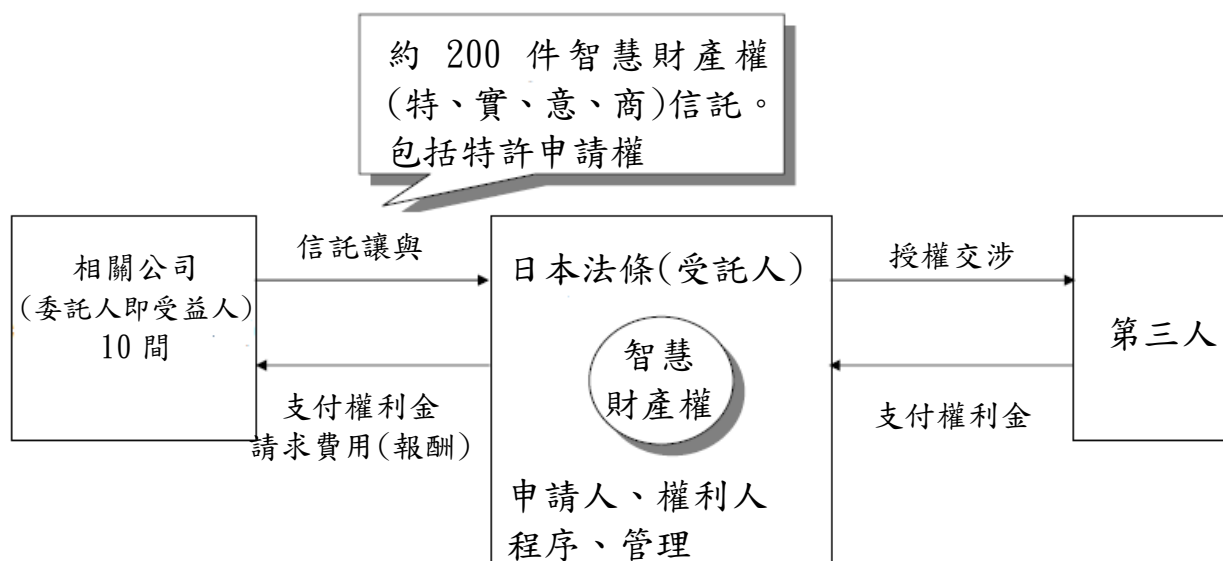 約 200 件智慧財產權
(特、實、意、商)信託。
包括特許申請權
相關公司
(委託人即受益人)
10 間
信託讓與
支付權利金
請求費用(報酬)
日本法條(受託人)
智慧
財產權
申請人、權利人
程序、管理
授權交涉
支付權利金
第三人